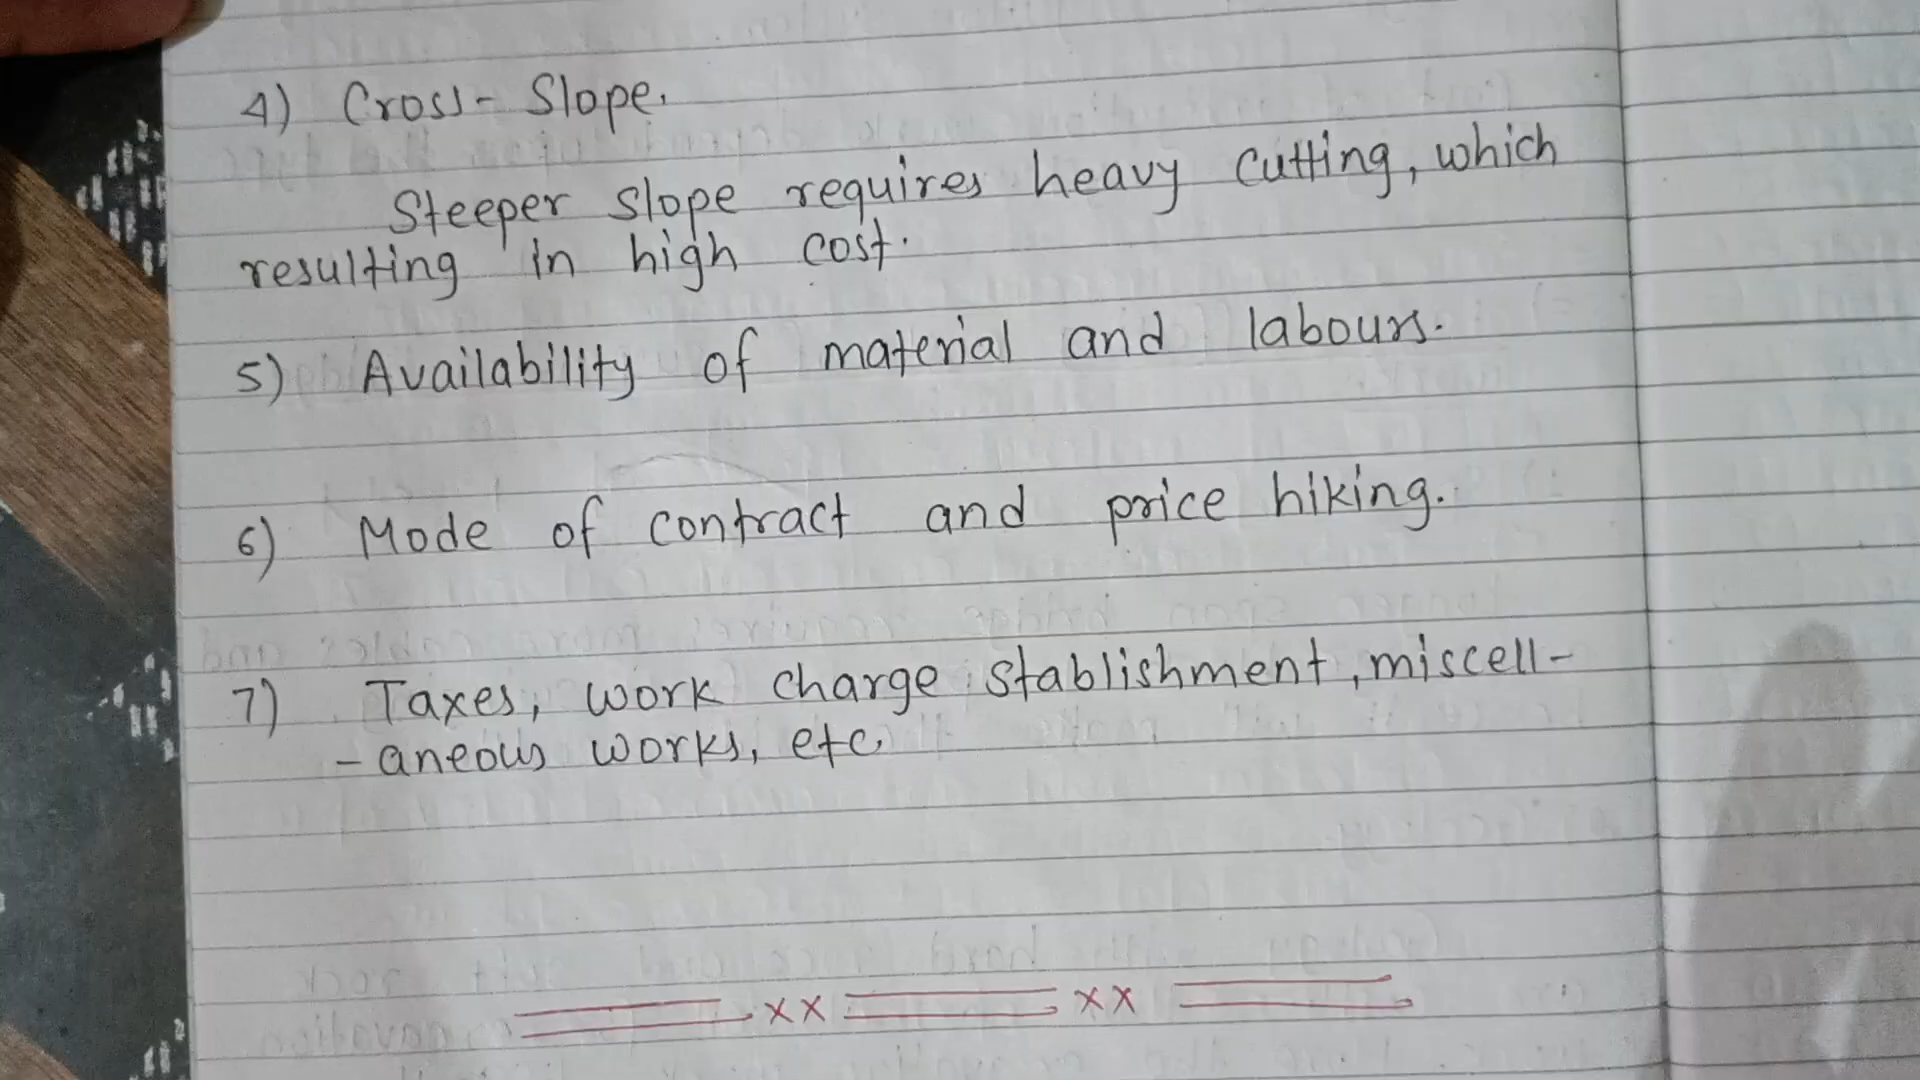 4) Cross-Slope.
Steeper slope requires heavy cutting, which
resulting in high cost.
5) Availability of material and labours.
6) Mode of contract and price hiking.
7) Taxes, work charge stablishment, miscell-
-aneous works, etc.
xx xx